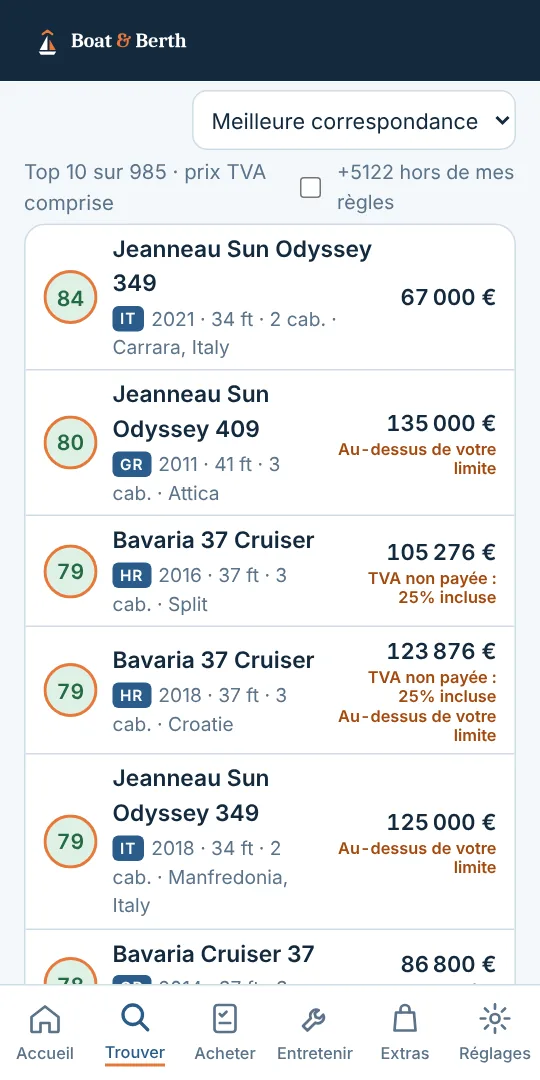 Boat & Berth
Meilleure correspondance
Top 10 sur 985 · prix TVA
comprise
+5122 hors de mes
règles
84
Jeanneau Sun Odyssey
349
IT 2021 · 34 ft · 2 cab. ·
Carrara, Italy
67 000 €
80
Jeanneau Sun
Odyssey 409
GR 2011 · 41 ft · 3
cab. · Attica
135 000 €
Au-dessus de votre
limite
79
Bavaria 37 Cruiser
HR 2016 · 37 ft · 3
cab. · Split
105 276 €
TVA non payée :
25% incluse
79
Bavaria 37 Cruiser
HR 2018 · 37 ft · 3
cab. · Croatie
123 876 €
TVA non payée :
25% incluse
Au-dessus de votre
limite
79
Jeanneau Sun
Odyssey 349
IT 2018 · 34 ft · 2
cab. · Manfredonia,
Italy
125 000 €
Au-dessus de votre
limite
Bavaria Cruiser 37
86 800 €
Accueil
Trouver
Acheter
Entretenir
Extras
Réglages